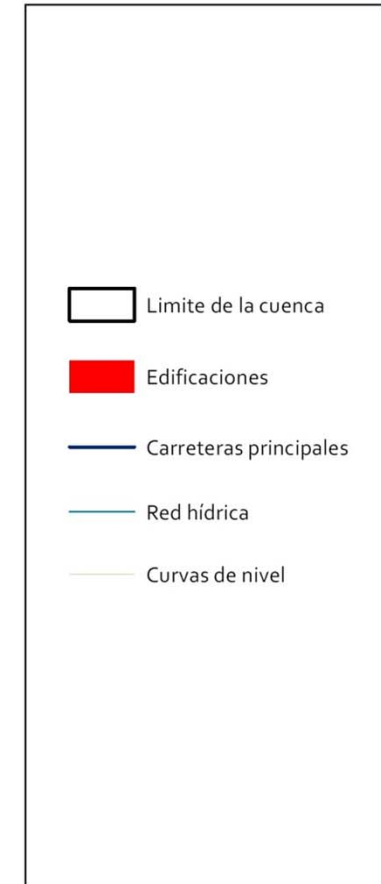 Limite de la cuenca
Edificaciones
Carreteras principales
Red hídrica
Curvas de nivel